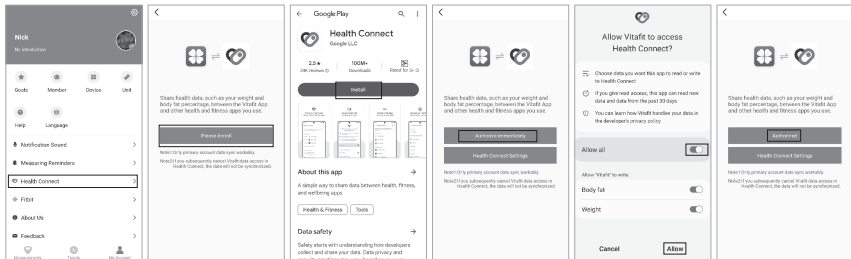 Nick
No introduction
Goals
Member
Device
Unit
Help
Language
Notification Sound
Measuring Reminders
Health Connect
Fitbit
About Us
Feedback
Measurements
Trends
My Account
Share health data, such as your weight and
body fat percentage, between the Vitafit App
and other health and fitness apps you use.
Please Install
Note1:Only primary account data sync workably.
Note2:If you subsequently cancel Vitafit data access in
Health Connect, the data will not be synchronized.
Google Play
Health Connect
Google LLC
2.5★
24K reviews
100M+
Downloads
Rated for 3+
Install
About this app
A simple way to share data between health, fitness,
and wellbeing apps
Health & Fitness
Tools
Data safety
Safety starts with understanding how developers
collect and share your data. Data privacy and
Share health data, such as your weight and
body fat percentage, between the Vitafit App
and other health and fitness apps you use.
Authorize immediately
Health Connect Settings
Note1:Only primary account data sync workably.
Note2:If you subsequently cancel Vitafit data access in
Health Connect, the data will not be synchronized.
Allow Vitafit to access
Health Connect?
Choose data you want this app to read or write
to Health Connect
If you give read access, this app can read new
data and data from the past 30 days
You can learn how Vitafit handles your data in
the developer's privacy policy
Allow all
Allow "Vitafit" to write
Body fat
Weight
Cancel
Allow
Share health data, such as your weight and
body fat percentage, between the Vitafit App
and other health and fitness apps you use.
Authorized
Health Connect Settings
Note1:Only primary account data sync workably.
Note2:If you subsequently cancel Vitafit data access in
Health Connect, the data will not be synchronized.